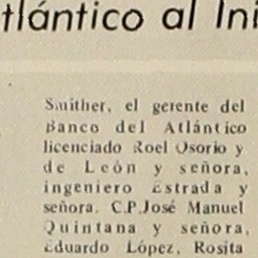 tlántico al Ini
Smither, el gerente del
Banco del Atlántico
licenciado Roel Osorio y
de León y señora,
ingeniero Estrada y
señora. C.P.José Manuel
Quintana y señora,
Eduardo López, Rosita